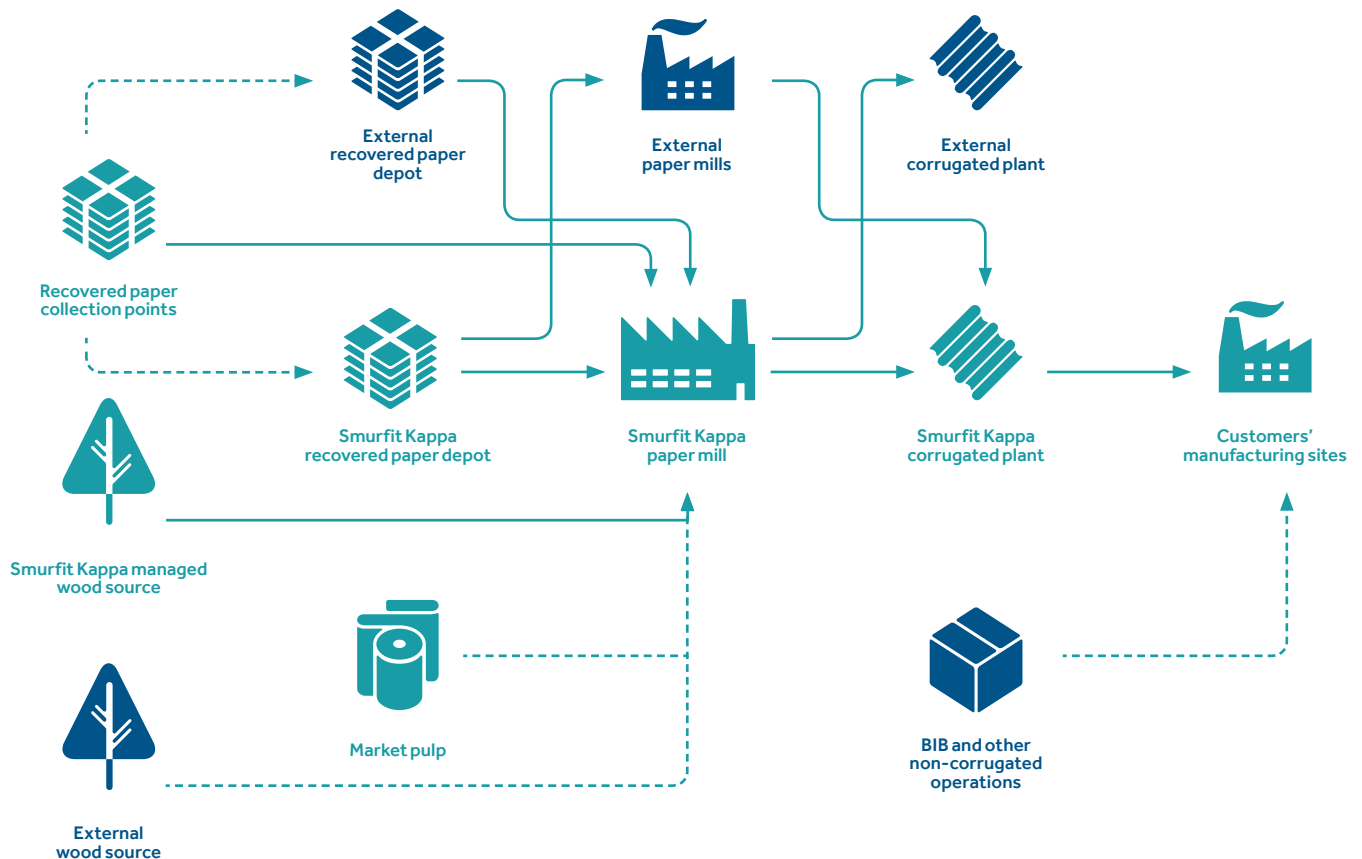 External
recovered paper
depot
External
paper mills
External
corrugated plant
Recovered paper
collection points
Smurfit Kappa
recovered paper depot
Smurfit Kappa
paper mill
Smurfit Kappa
corrugated plant
Customers’
manufacturing sites
Smurfit Kappa managed
wood source
Market pulp
BIB and other
non-corrugated
operations
External
wood source